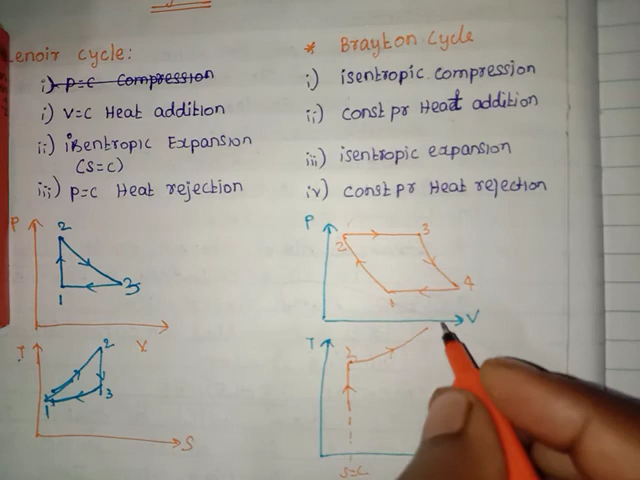 enoir cycle:
i) P=C Compression
i) V=C Heat addition
ii) isentropic Expansion
(S=C)
iii) P=C Heat rejection
P
2
1
3
V
T
2
1
3
S
* Brayton Cycle
i) isentropic compression
ii) Const pr Heat addition
iii) isentropic expansion
iv) Const pr Heat rejection
P
2
3
1
4
V
T
2
S=C